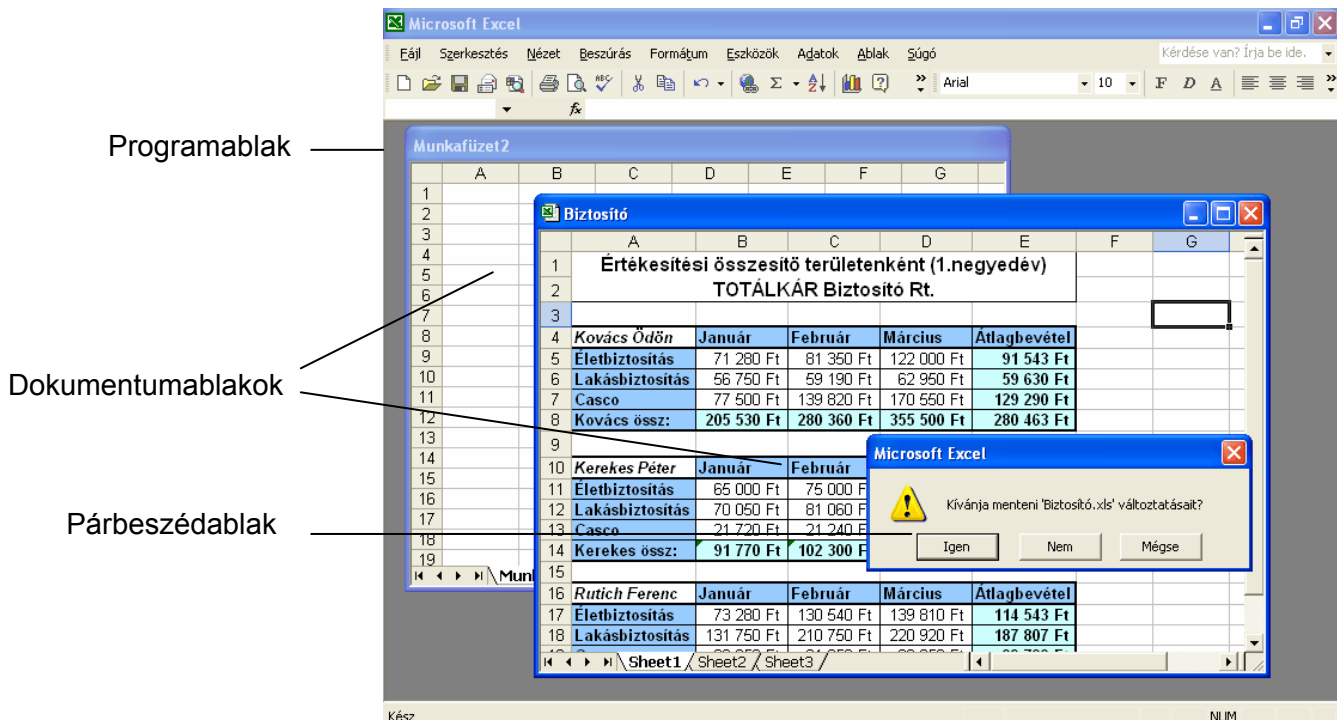 Microsoft Excel
Fájl Szerkesztés Nézet Beszúrás Formátum Eszközök Adatok Ablak Súgó Kérdése van? Írja be ide.
Arial 10 F D A
fx
Programablak
Munkafüzet2
A B C D E F G
1
2
3
4
5
6
7
8
9
10
11
12
13
14
15
16
17
18
19
Biztosító
A B C D E F G
1 Értékesítési összesítő területenként (1.negyedév)
2 TOTÁLKÁR Biztosító Rt.
3
4 Kovács Ödön Január Február Március Átlagbevétel
5 Életbiztosítás 71 280 Ft 81 350 Ft 122 000 Ft 91 543 Ft
6 Lakásbiztosítás 56 750 Ft 59 190 Ft 62 950 Ft 59 630 Ft
7 Casco 77 500 Ft 139 820 Ft 170 550 Ft 129 290 Ft
8 Kovács össz: 205 530 Ft 280 360 Ft 355 500 Ft 280 463 Ft
9
10 Kerekes Péter Január Február
11 Életbiztosítás 65 000 Ft 75 000 F
12 Lakásbiztosítás 70 050 Ft 81 060 F
13 Casco 21 720 Ft 21 240 F
14 Kerekes össz: 91 770 Ft 102 300 F
15
16 Rutich Ferenc Január Február Március Átlagbevétel
17 Életbiztosítás 73 280 Ft 130 540 Ft 139 810 Ft 114 543 Ft
18 Lakásbiztosítás 131 750 Ft 210 750 Ft 220 920 Ft 187 807 Ft
Sheet1 Sheet2 Sheet3
Dokumentumablakok
Microsoft Excel
Kívánja menteni 'Biztosító.xls' változtatásait?
Igen Nem Mégse
Párbeszédablak
Kész NUM